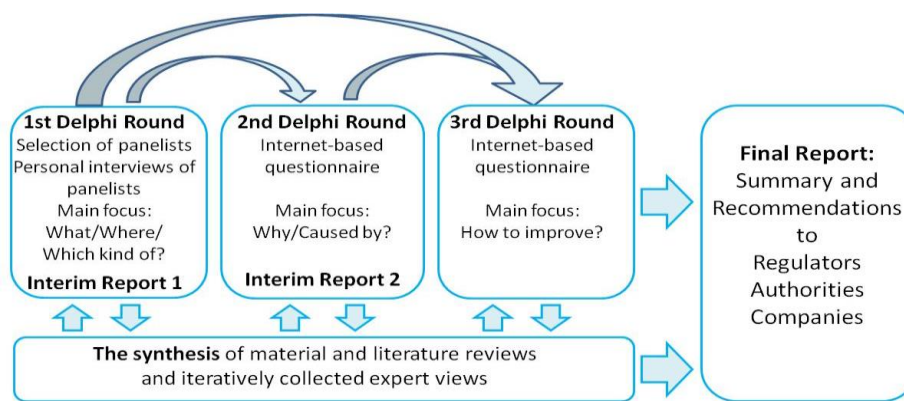 1st Delphi Round
Selection of panelists
Personal interviews of
panelists
Main focus:
What/Where/
Which kind of?
Interim Report 1
2nd Delphi Round
Internet-based
questionnaire
Main focus:
Why/Caused by?
Interim Report 2
3rd Delphi Round
Internet-based
questionnaire
Main focus:
How to improve?
Final Report:
Summary and
Recommendations
to
Regulators
Authorities
Companies
The synthesis of material and literature reviews
and iteratively collected expert views